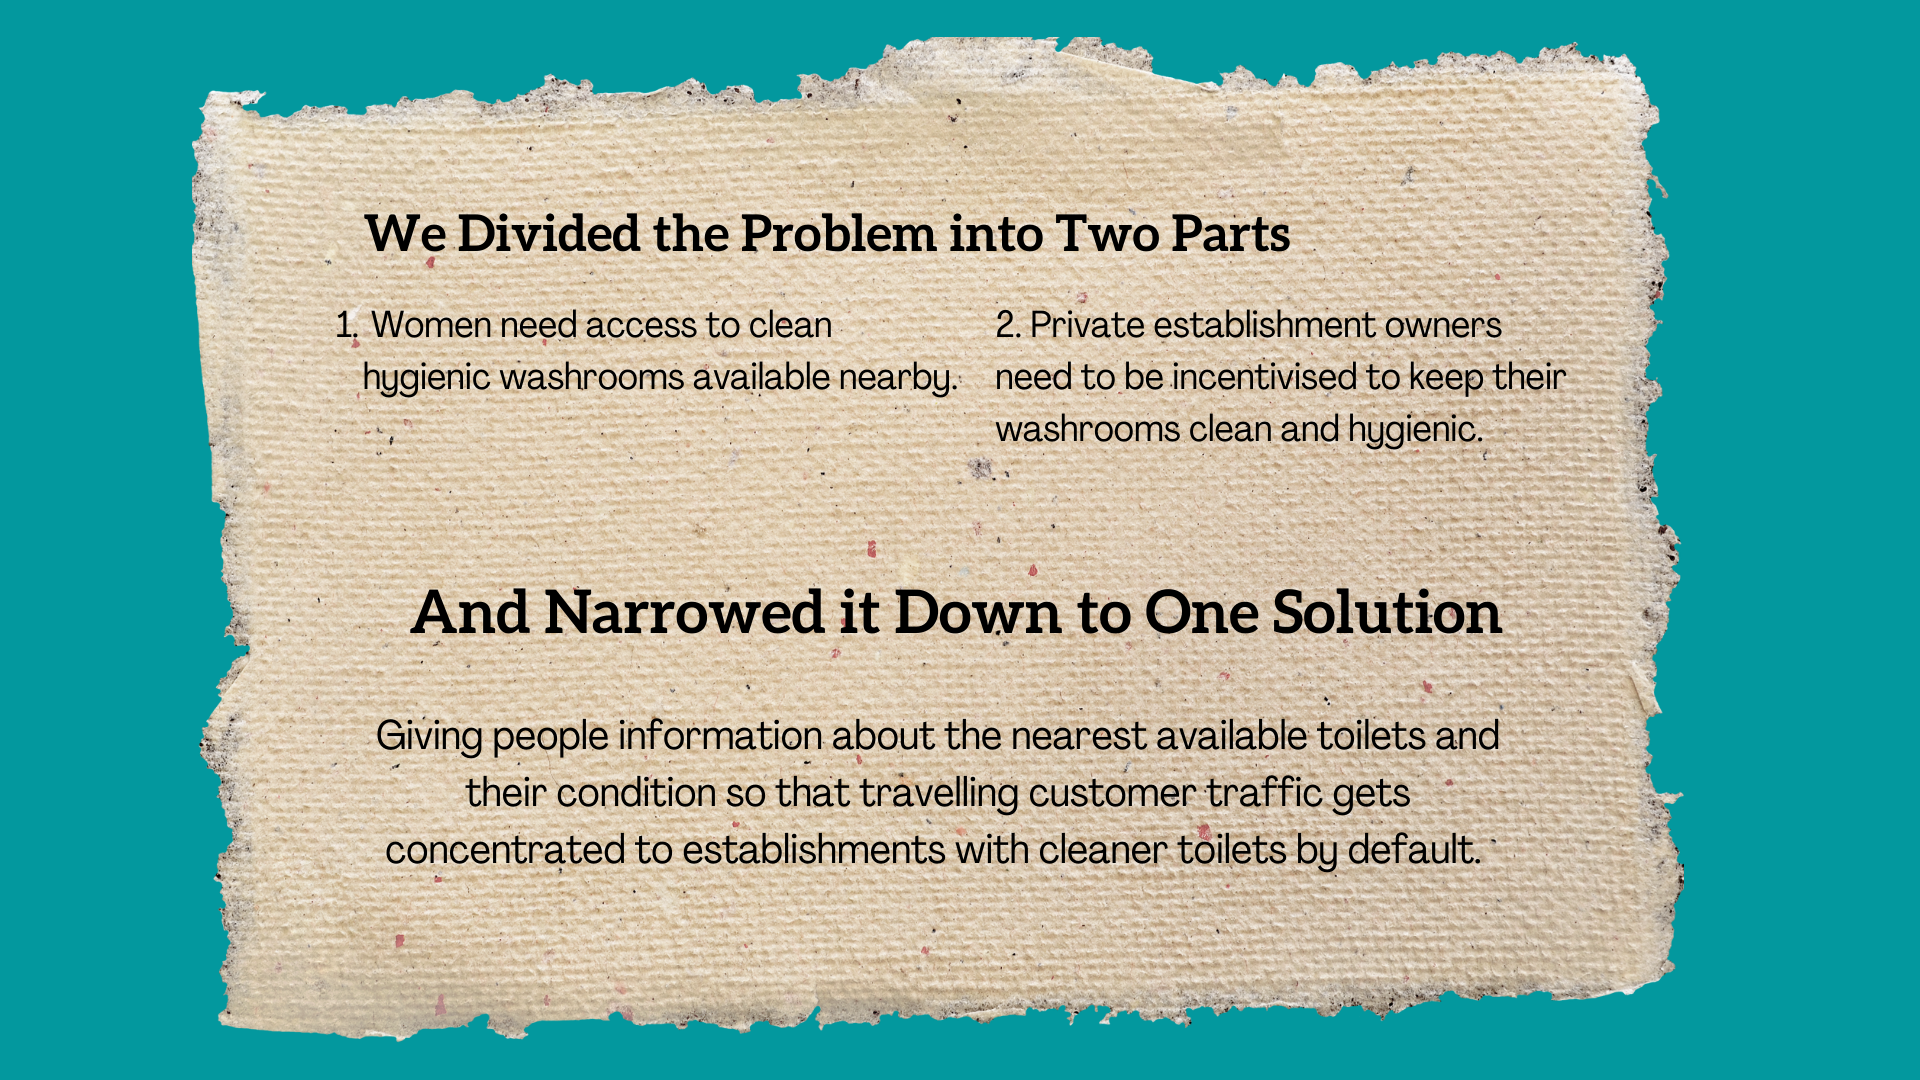 We Divided the Problem into Two Parts
1. Women need access to clean
hygienic washrooms available nearby.
2. Private establishment owners
need to be incentivised to keep their
washrooms clean and hygienic.
And Narrowed it Down to One Solution
Giving people information about the nearest available toilets and
their condition so that travelling customer traffic gets
concentrated to establishments with cleaner toilets by default.